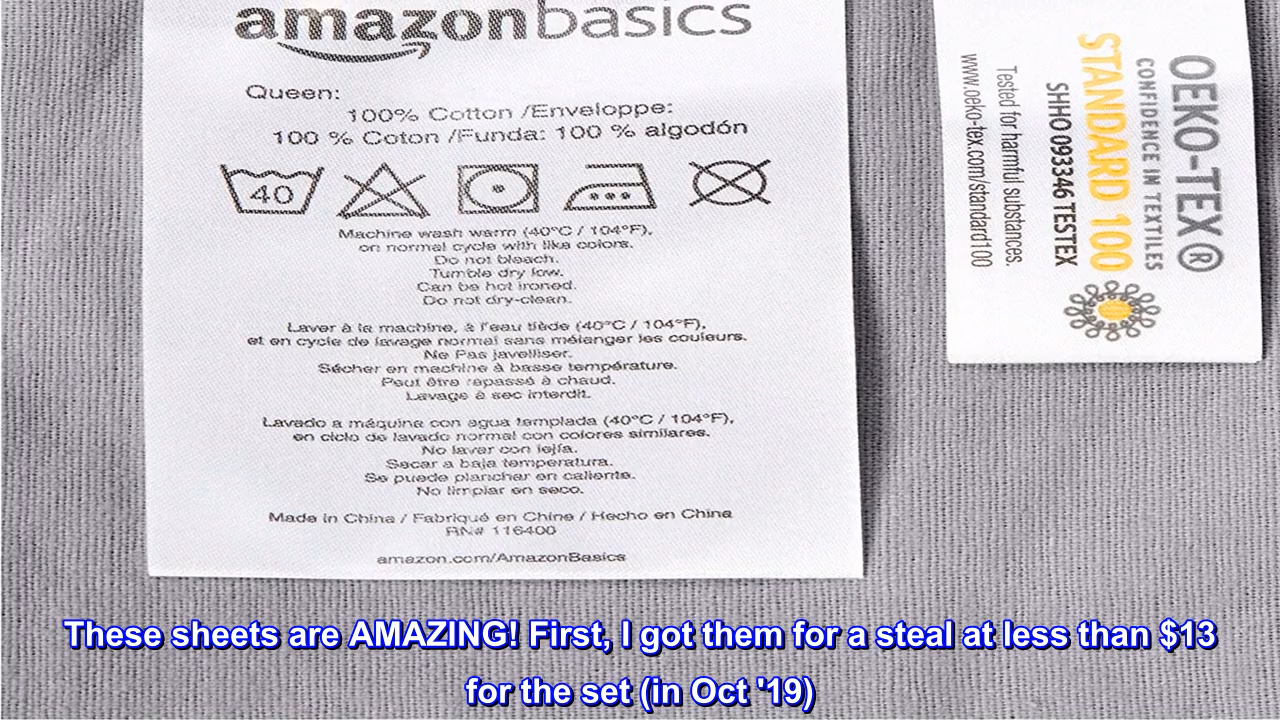 amazonbasics
Queen:
100% Cotton /Enveloppe:
100 % Coton /Funda: 100 % algodón
40
Machine wash warm (40°C / 104°F),
on normal cycle with like colors.
Do not bleach.
Tumble dry low.
Can be hot ironed.
Do not dry-clean.
Laver à la machine, à l'eau tiède (40°C / 104°F),
et en cycle de lavage normal sans mélanger les couleurs.
Ne Pas javelliser.
Sécher en machine à basse température.
Peut être repassé à chaud.
Lavage à sec interdit.
Lavado a máquina con agua templada (40°C / 104°F),
en ciclo de lavado normal con colores similares.
No lavar con lejía.
Secar a baja temperatura.
Se puede planchar en caliente.
No limpiar en seco.
Made in China / Fabriqué en Chine / Hecho en China
RN# 116400
amazon.com/AmazonBasics
OEKO-TEX®
CONFIDENCE IN TEXTILES
STANDARD 100
SHHO 093346 TESTEX
Tested for harmful substances.
www.oeko-tex.com/standard100
These sheets are AMAZING! First, I got them for a steal at less than $13
for the set (in Oct '19)